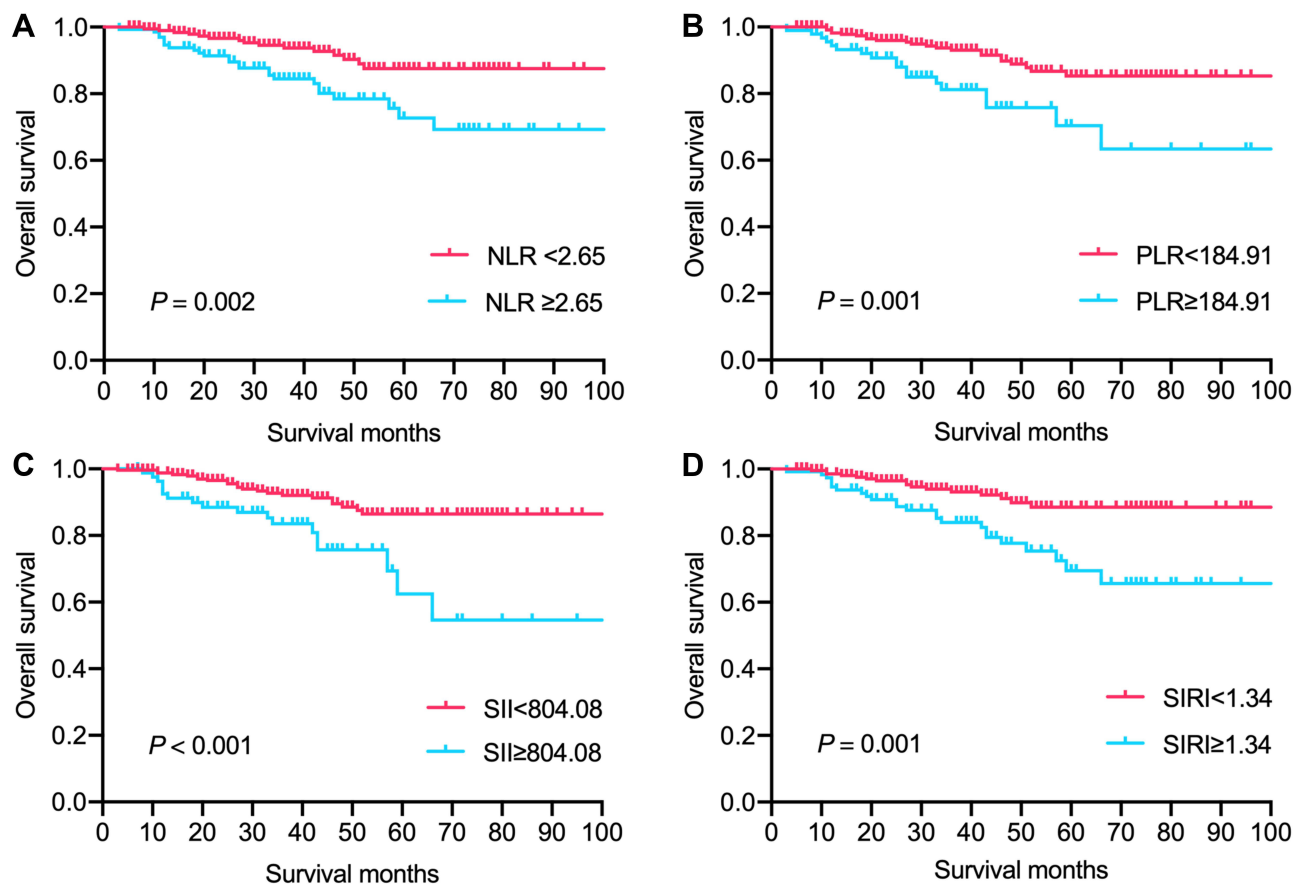 A
Overall survival
1.0
0.8
0.6
0.4
0.2
0.0
NLR <2.65
NLR ≥2.65
P = 0.002
0 10 20 30 40 50 60 70 80 90 100
Survival months
B
Overall survival
1.0
0.8
0.6
0.4
0.2
0.0
PLR<184.91
PLR≥184.91
P = 0.001
0 10 20 30 40 50 60 70 80 90 100
Survival months
C
Overall survival
1.0
0.8
0.6
0.4
0.2
0.0
SII<804.08
SII≥804.08
P < 0.001
0 10 20 30 40 50 60 70 80 90 100
Survival months
D
Overall survival
1.0
0.8
0.6
0.4
0.2
0.0
SIRI<1.34
SIRI≥1.34
P = 0.001
0 10 20 30 40 50 60 70 80 90 100
Survival months